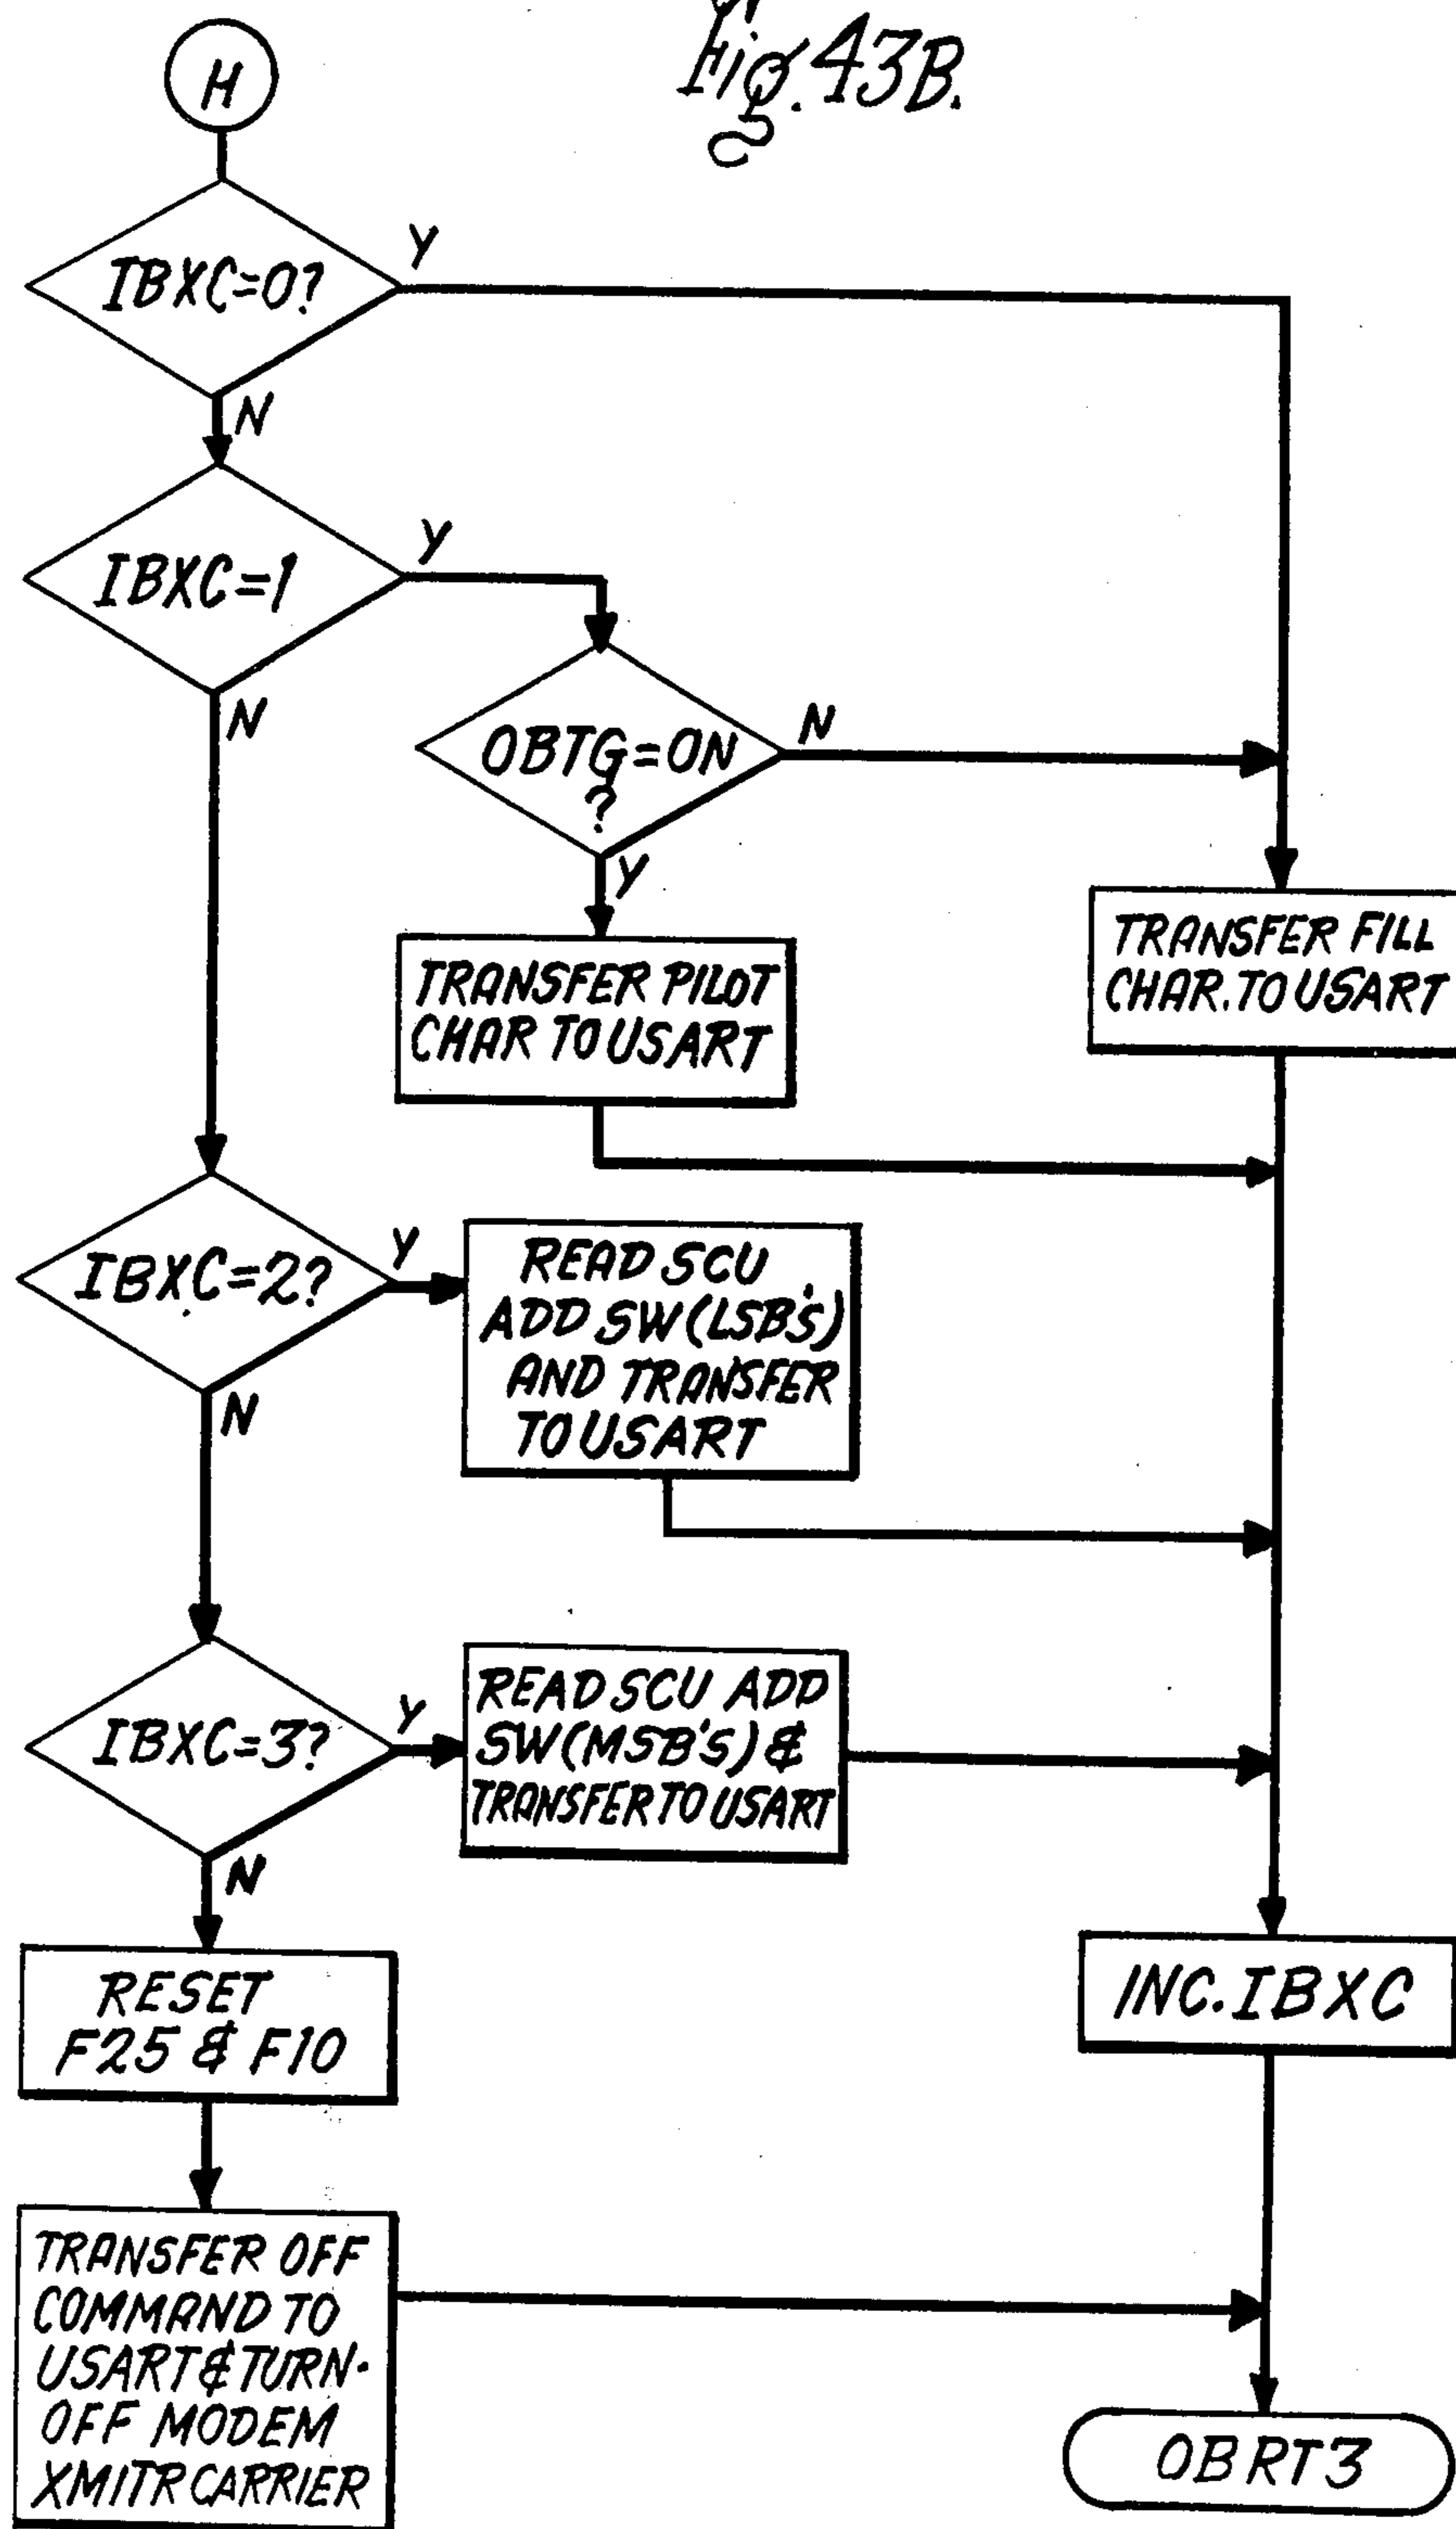 Fig. 43B.
H
IBXC=0?
Y
N
IBXC=1
Y
N
OBTG=ON
?
N
Y
TRANSFER PILOT
CHAR TO USART
TRANSFER FILL
CHAR. TO USART
IBXC=2?
Y
N
READ SCU
ADD SW(LSB'S)
AND TRANSFER
TO USART
IBXC=3?
Y
N
READ SCU ADD
SW(MSB'S) &
TRANSFER TO USART
RESET
F25 & F10
INC. IBXC
TRANSFER OFF
COMMAND TO
USART & TURN-
OFF MODEM
XMITR CARRIER
OBRT3